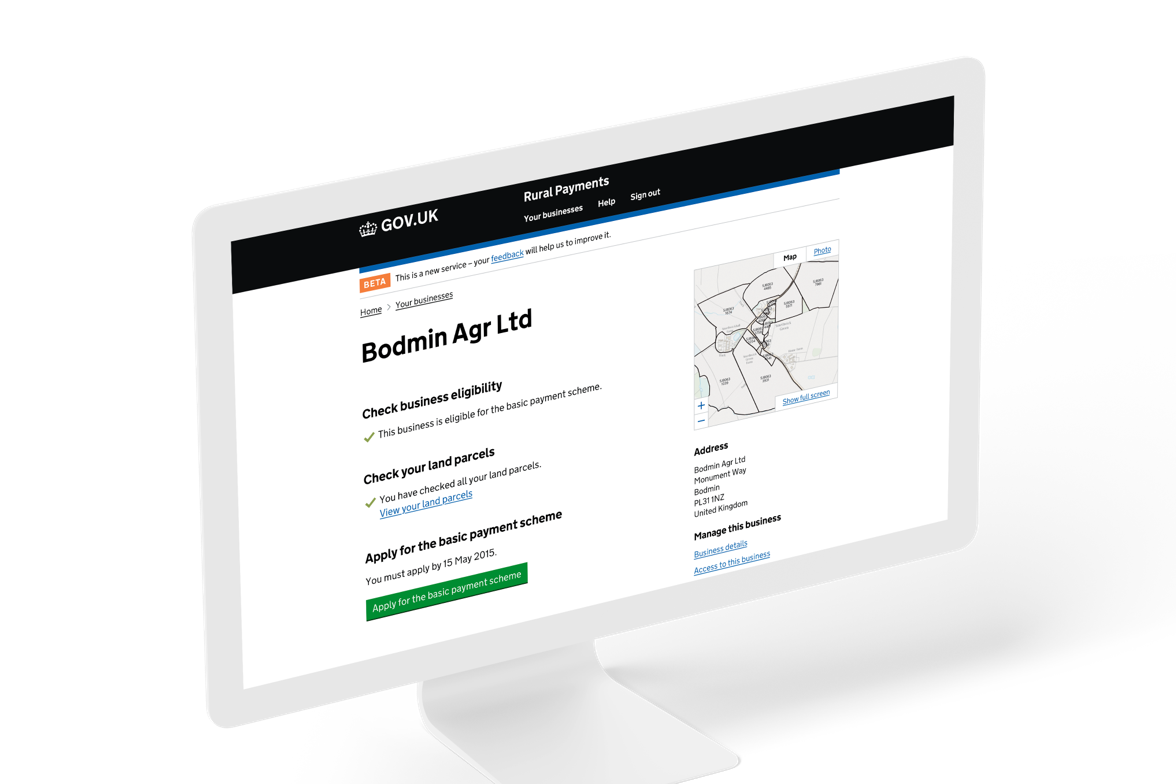 GOV.UK
Rural Payments
Your businesses Help Sign out
BETA This is a new service – your feedback will help us to improve it.
Home > Your businesses
Bodmin Agr Ltd
Check business eligibility
This business is eligible for the basic payment scheme.
Check your land parcels
You have checked all your land parcels.
View your land parcels
Apply for the basic payment scheme
You must apply by 15 May 2015.
Apply for the basic payment scheme
Map Photo
+
−
Show full screen
Address
Bodmin Agr Ltd
Monument Way
Bodmin
PL31 1NZ
United Kingdom
Manage this business
Business details
Access to this business